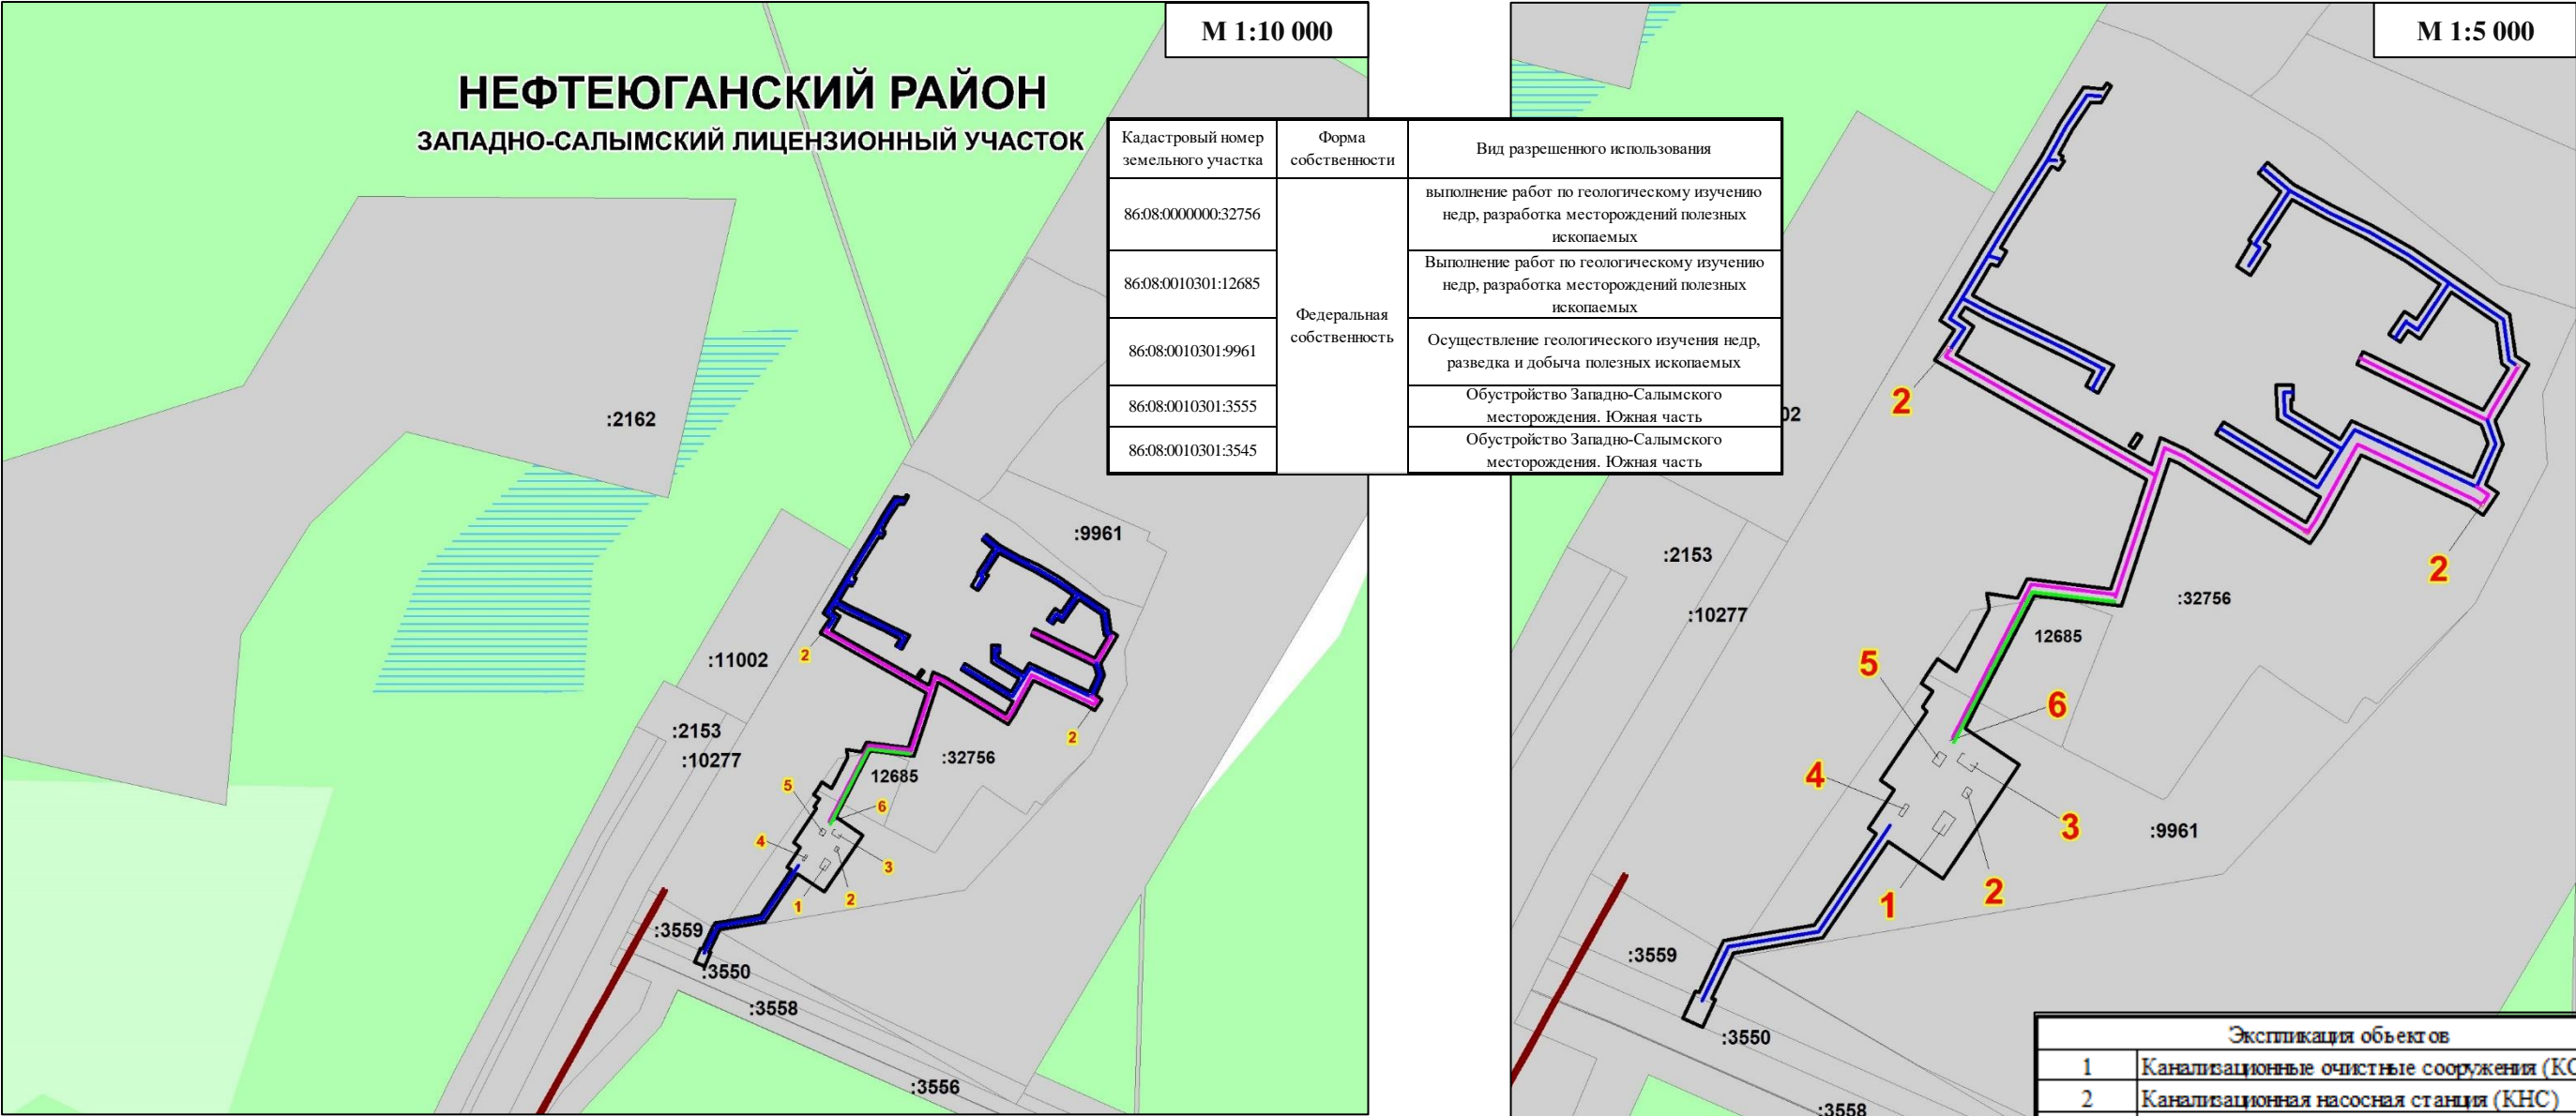 М 1:10 000
НЕФТЕЮГАНСКИЙ РАЙОН
ЗАПАДНО-САЛЫМСКИЙ ЛИЦЕНЗИОННЫЙ УЧАСТОК
:2162
:9961
:11002
2
:2153
:10277
2
:32756
12685
5
6
4
3
1
2
:3559
:3550
:3558
:3556
Кадастровый номер
земельного участка
Форма
собственности
Вид разрешенного использования
86:08:0000000:32756
Федеральная
собственность
выполнение работ по геологическому изучению
недр, разработка месторождений полезных
ископаемых
86:08:0010301:12685
Выполнение работ по геологическому изучению
недр, разработка месторождений полезных
ископаемых
86:08:0010301:9961
Осуществление геологического изучения недр,
разведка и добыча полезных ископаемых
86:08:0010301:3555
Обустройство Западно-Салымского
месторождения. Южная часть
86:08:0010301:3545
Обустройство Западно-Салымского
месторождения. Южная часть
М 1:5 000
2
02
:2153
2
:10277
:32756
12685
5
6
4
3
:9961
1
2
:3559
:3550
:3558
Экспликация объектов
1 Канализационные очистные сооружения (КО
2 Канализационная насосная станция (КНС)